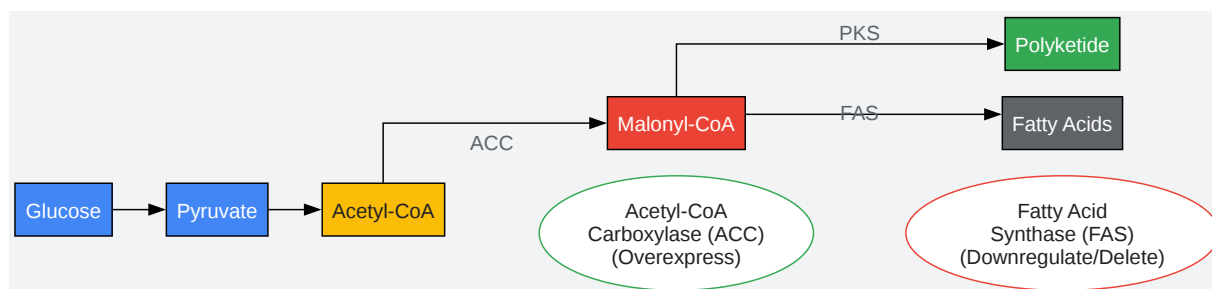 PKS
Polyketide
Malonyl-CoA
FAS
Fatty Acids
ACC
Glucose
Pyruvate
Acetyl-CoA
Acetyl-CoA
Carboxylase (ACC)
(Overexpress)
Fatty Acid
Synthase (FAS)
(Downregulate/Delete)